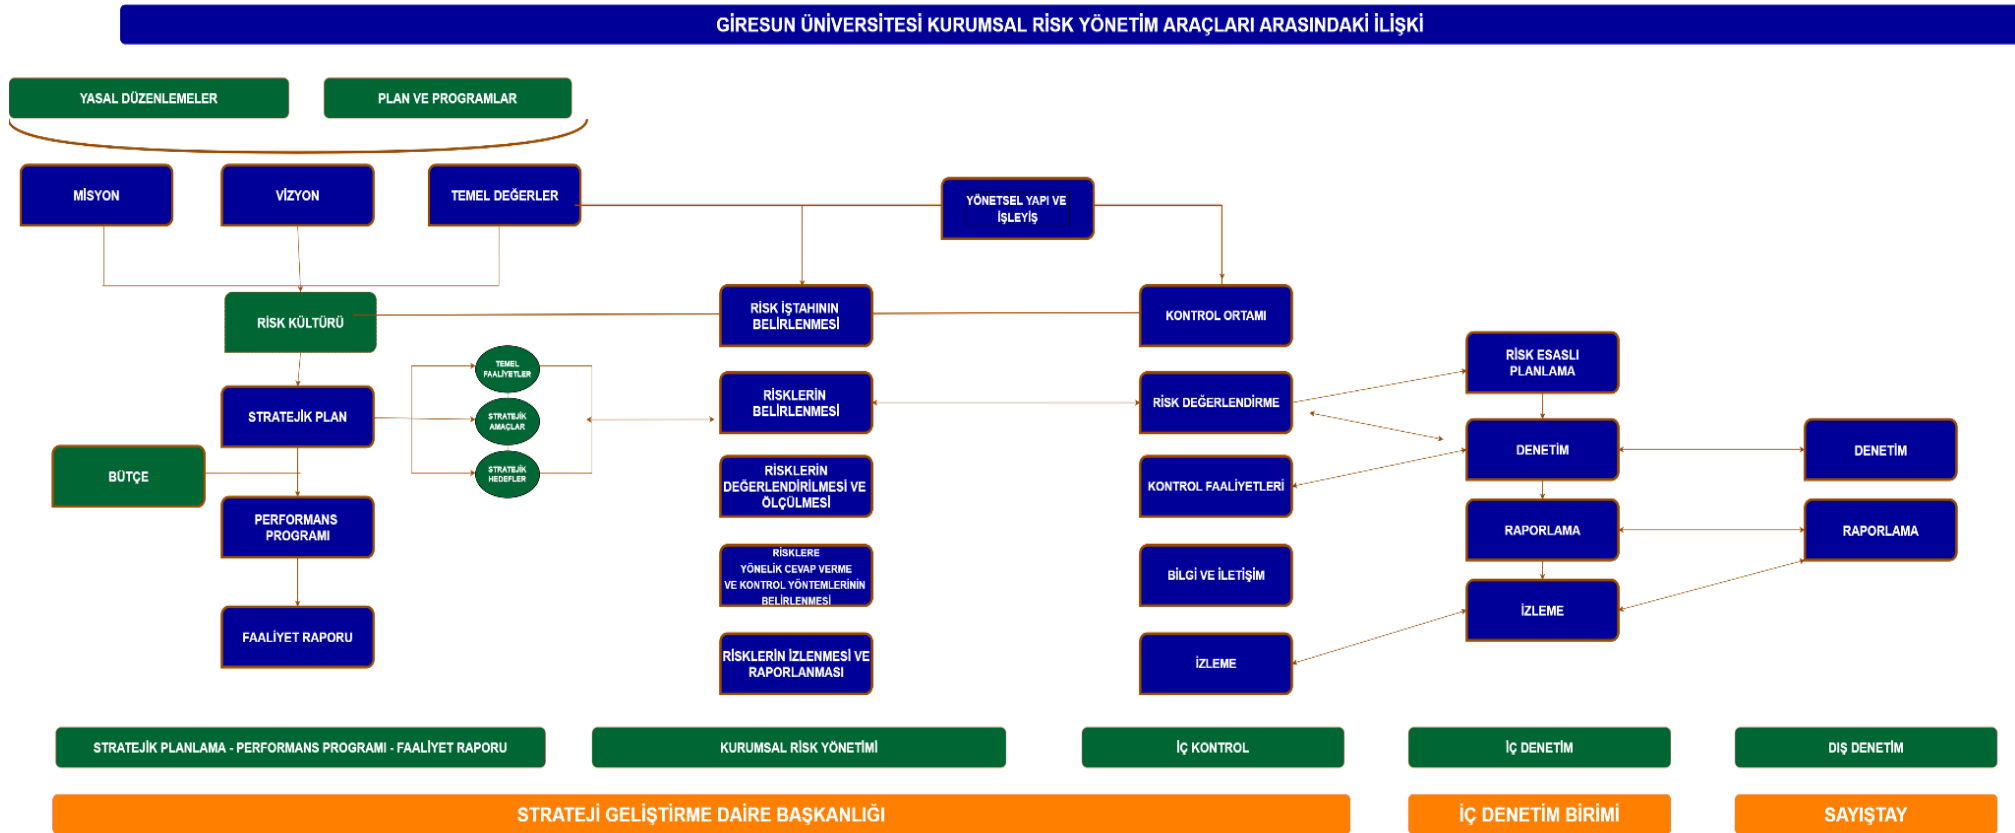 GİRESUN ÜNİVERSİTESİ KURUMSAL RİSK YÖNETİM ARAÇLARI ARASINDAKİ İLİŞKİ
YASAL DÜZENLEMELER
PLAN VE PROGRAMLAR
MİSYON
VİZYON
TEMEL DEĞERLER
YÖNETSEL YAPI VE
İŞLEYİŞ
RİSK KÜLTÜRÜ
RİSK İŞTAHININ
BELİRLENMESİ
KONTROL ORTAMI
STRATEJİK PLAN
TEMEL
FAALİYETLER
STRATEJİK
AMAÇLAR
STRATEJİK
HEDEFLER
RİSKLERİN
BELİRLENMESİ
RİSK DEĞERLENDİRME
RİSK ESASLI
PLANLAMA
BÜTÇE
RİSKLERİN
DEĞERLENDİRİLMESİ VE
ÖLÇÜLMESİ
KONTROL FAALİYETLERİ
DENETİM
DENETİM
PERFORMANS
PROGRAMI
RİSKLERE
YÖNELİK CEVAP VERME
VE KONTROL YÖNTEMLERİNİN
BELİRLENMESİ
BİLGİ VE İLETİŞİM
RAPORLAMA
RAPORLAMA
FAALİYET RAPORU
RİSKLERİN İZLENMESİ VE
RAPORLANMASI
İZLEME
İZLEME
STRATEJİK PLANLAMA - PERFORMANS PROGRAMI - FAALİYET RAPORU
KURUMSAL RİSK YÖNETİMİ
İÇ KONTROL
İÇ DENETİM
DIŞ DENETİM
STRATEJİ GELİŞTİRME DAİRE BAŞKANLIĞI
İÇ DENETİM BİRİMİ
SAYIŞTAY